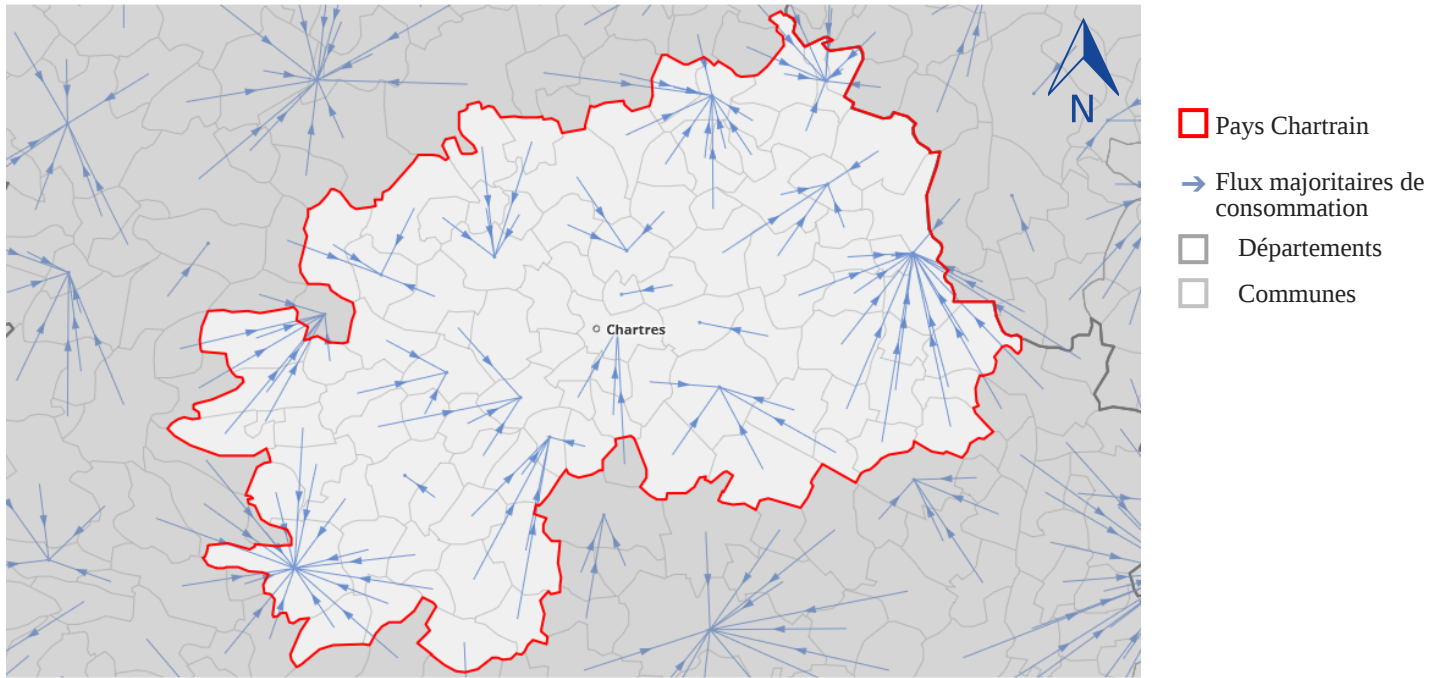 N
Chartres
Pays Chartrain
Flux majoritaires de
consommation
Départements
Communes